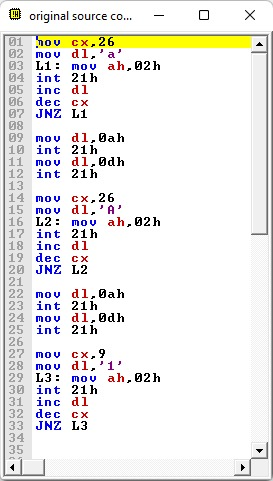 original source co...
01 mov cx,26
02 mov dl,'a'
03 L1: mov ah,02h
04 int 21h
05 inc dl
06 dec cx
07 JNZ L1
08
09 mov dl,0ah
10 int 21h
11 mov dl,0dh
12 int 21h
13
14 mov cx,26
15 mov dl,'A'
16 L2: mov ah,02h
17 int 21h
18 inc dl
19 dec cx
20 JNZ L2
21
22 mov dl,0ah
23 int 21h
24 mov dl,0dh
25 int 21h
26
27 mov cx,9
28 mov dl,'1'
29 L3: mov ah,02h
30 int 21h
31 inc dl
32 dec cx
33 JNZ L3
34
35